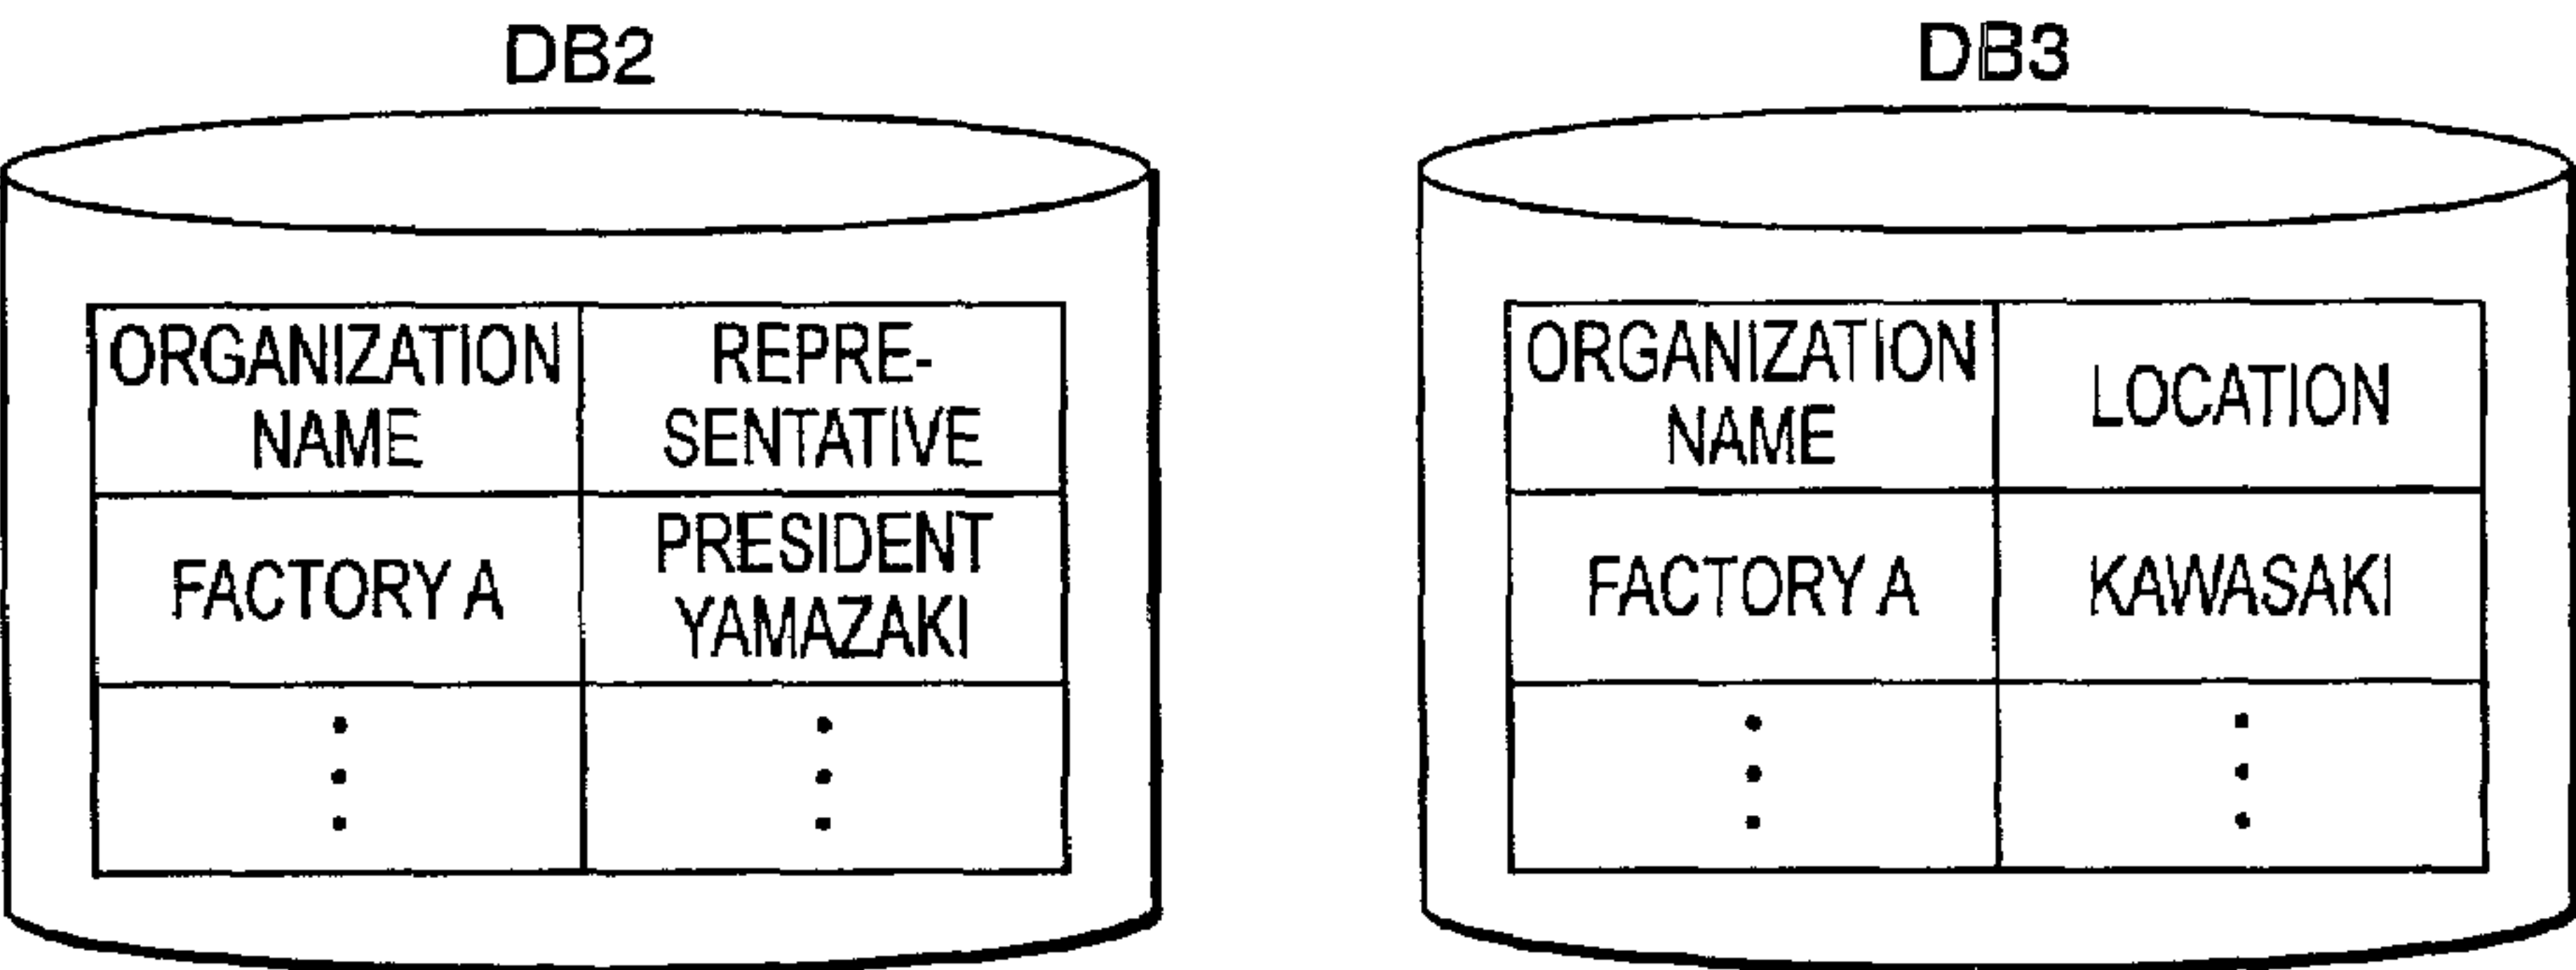 DB2
ORGANIZATION
NAME
REPRE-
SENTATIVE
FACTORY A
PRESIDENT
YAMAZAKI
DB3
ORGANIZATION
NAME
LOCATION
FACTORY A
KAWASAKI